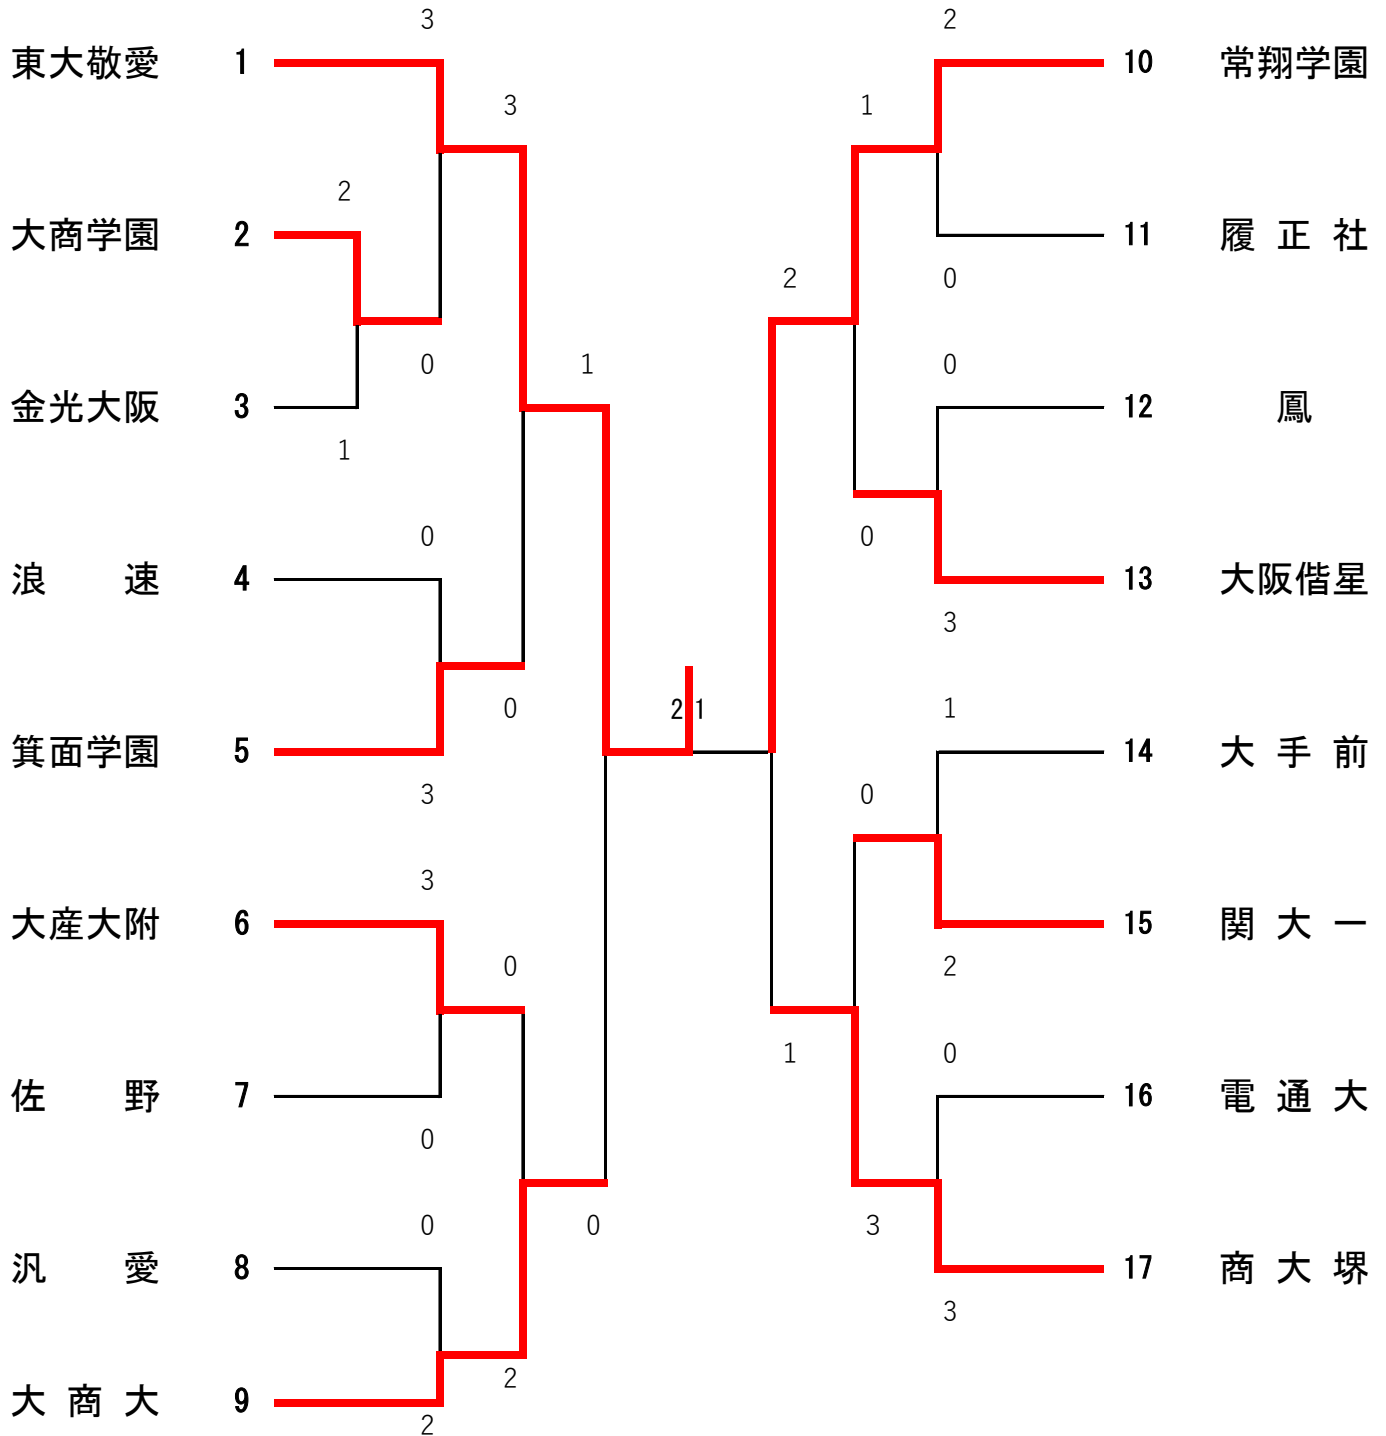 3
2
東大敬愛 1
10 常翔学園
3
1
2
大商学園 2
11 履正社
2
0
0
1
0
金光大阪 3
12 鳳
1
0
0
浪速 4
13 大阪偕星
3
0
2 1
1
箕面学園 5
14 大手前
3
0
3
大産大附 6
15 関大一
0
2
1
0
佐野 7
16 電通大
0
0
0
3
汎愛 8
17 商大堺
3
2
大商大 9
2